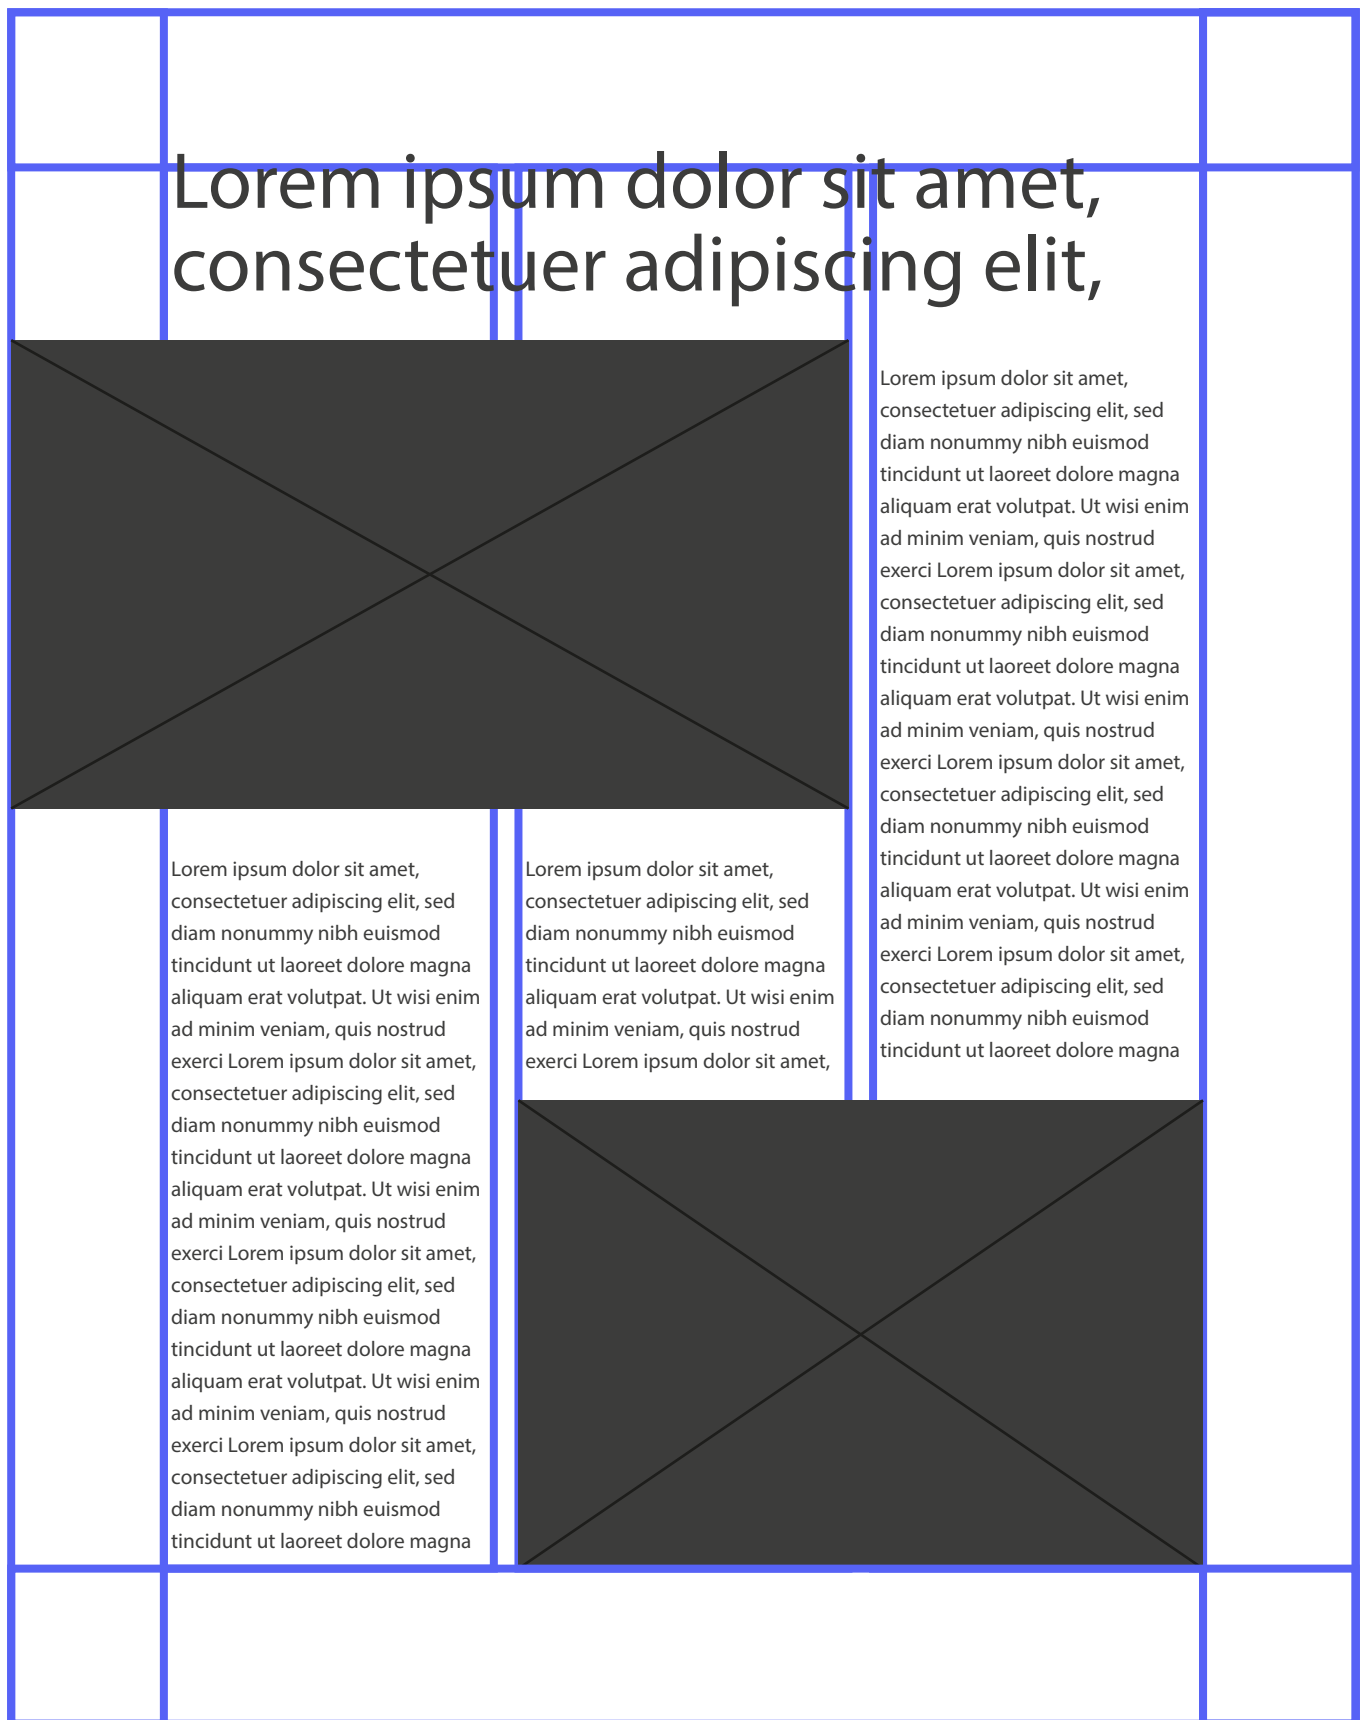 Lorem ipsum dolor sit amet,
consectetuer adipiscing elit,
Lorem ipsum dolor sit amet,
consectetuer adipiscing elit, sed
diam nonummy nibh euismod
tincidunt ut laoreet dolore magna
aliquam erat volutpat. Ut wisi enim
ad minim veniam, quis nostrud
exerci Lorem ipsum dolor sit amet,
consectetuer adipiscing elit, sed
diam nonummy nibh euismod
tincidunt ut laoreet dolore magna
aliquam erat volutpat. Ut wisi enim
ad minim veniam, quis nostrud
exerci Lorem ipsum dolor sit amet,
consectetuer adipiscing elit, sed
diam nonummy nibh euismod
tincidunt ut laoreet dolore magna
aliquam erat volutpat. Ut wisi enim
ad minim veniam, quis nostrud
exerci Lorem ipsum dolor sit amet,
consectetuer adipiscing elit, sed
diam nonummy nibh euismod
tincidunt ut laoreet dolore magna
Lorem ipsum dolor sit amet,
consectetuer adipiscing elit, sed
diam nonummy nibh euismod
tincidunt ut laoreet dolore magna
aliquam erat volutpat. Ut wisi enim
ad minim veniam, quis nostrud
exerci Lorem ipsum dolor sit amet,
Lorem ipsum dolor sit amet,
consectetuer adipiscing elit, sed
diam nonummy nibh euismod
tincidunt ut laoreet dolore magna
aliquam erat volutpat. Ut wisi enim
ad minim veniam, quis nostrud
exerci Lorem ipsum dolor sit amet,
consectetuer adipiscing elit, sed
diam nonummy nibh euismod
tincidunt ut laoreet dolore magna
aliquam erat volutpat. Ut wisi enim
ad minim veniam, quis nostrud
exerci Lorem ipsum dolor sit amet,
consectetuer adipiscing elit, sed
diam nonummy nibh euismod
tincidunt ut laoreet dolore magna
aliquam erat volutpat. Ut wisi enim
ad minim veniam, quis nostrud
exerci Lorem ipsum dolor sit amet,
consectetuer adipiscing elit, sed
diam nonummy nibh euismod
tincidunt ut laoreet dolore magna